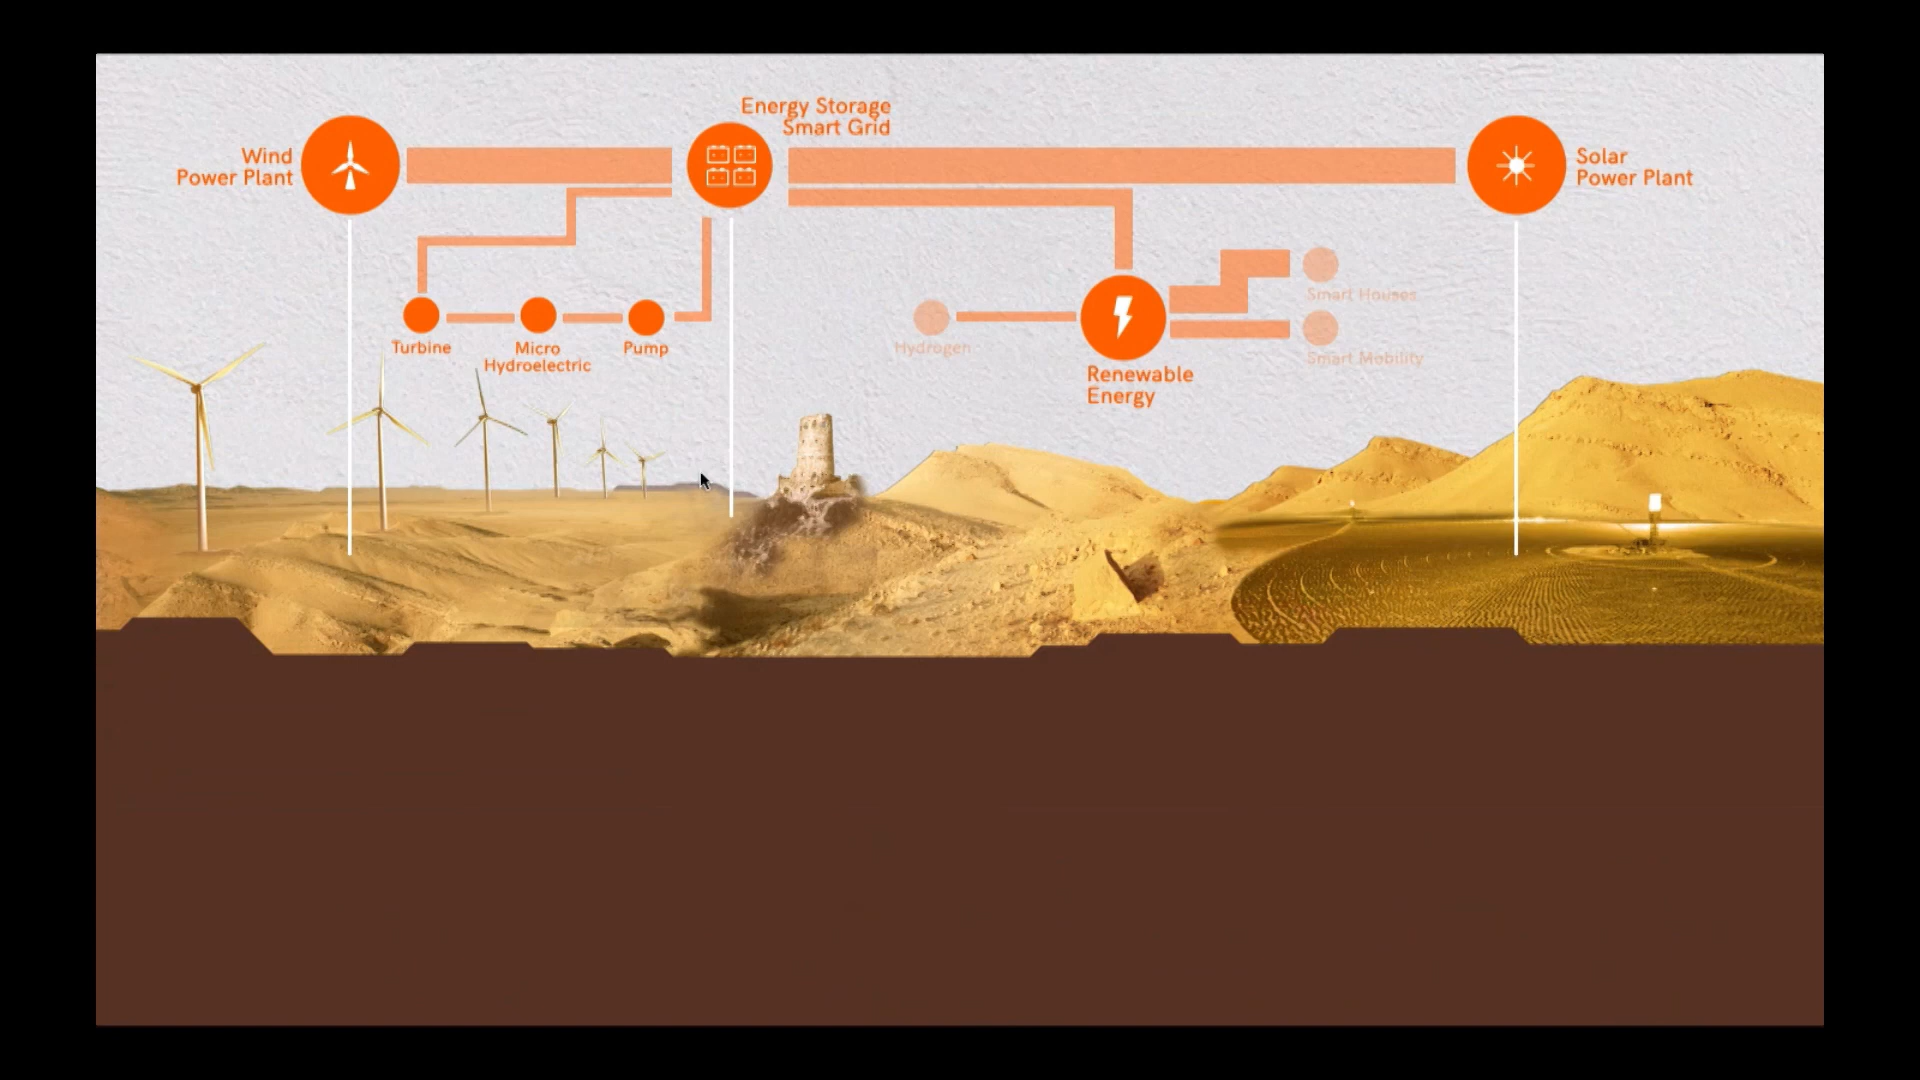 Energy Storage
Smart Grid
Wind
Power Plant
Solar
Power Plant
Smart Houses
Turbine
Micro
Hydroelectric
Pump
Hydrogen
Smart Mobility
Renewable
Energy